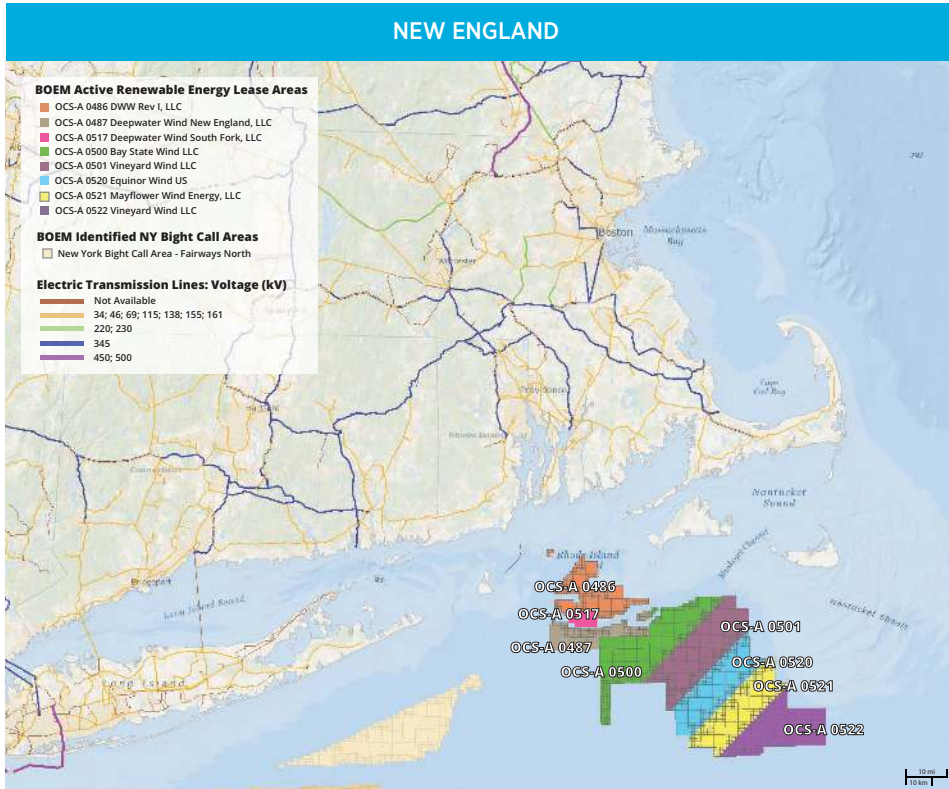 NEW ENGLAND
BOEM Active Renewable Energy Lease Areas
OCS-A 0486 DWW Rev I, LLC
OCS-A 0487 Deepwater Wind New England, LLC
OCS-A 0517 Deepwater Wind South Fork, LLC
OCS-A 0500 Bay State Wind LLC
OCS-A 0501 Vineyard Wind LLC
OCS-A 0520 Equinor Wind US
OCS-A 0521 Mayflower Wind Energy, LLC
OCS-A 0522 Vineyard Wind LLC
BOEM Identified NY Bight Call Areas
New York Bight Call Area - Fairways North
Electric Transmission Lines: Voltage (kV)
Not Available
34; 46; 69; 115; 138; 155; 161
220; 230
345
450; 500
Boston
Massachusetts
Bay
Worcester
Cape
Cod Bay
Providence
Rhode Island
Connecticut
Nantucket
Sound
Rhode Island
Bridgeport
Long Island Sound
Nantucket Shoals
Long Island
OCS-A 0486
OCS-A 0517
OCS-A 0487
OCS-A 0500
OCS-A 0501
OCS-A 0520
OCS-A 0521
OCS-A 0522
10 mi
10 km